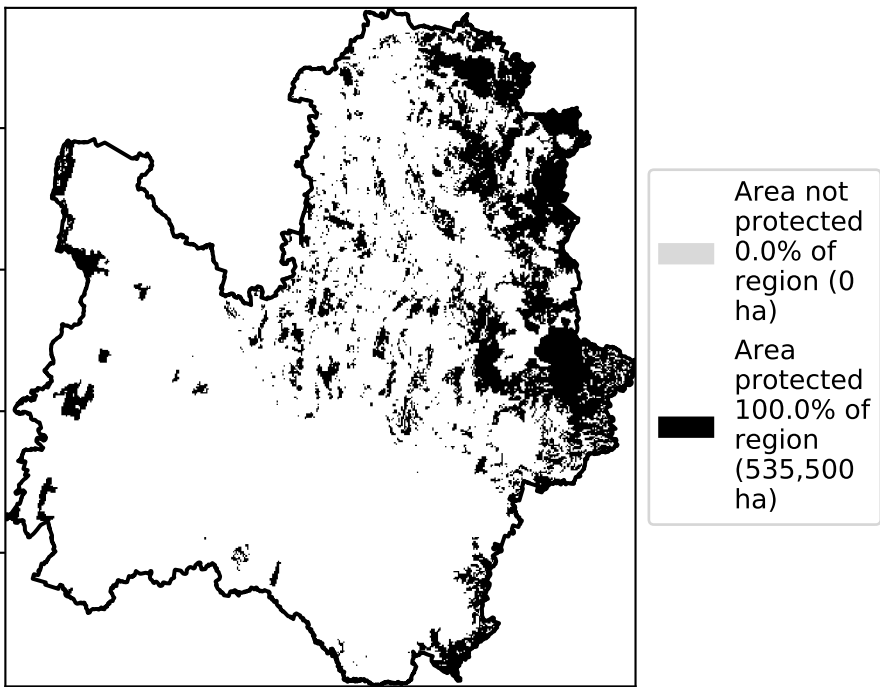 Area not
protected
0.0% of
region (0
ha)
Area
protected
100.0% of
region
(535,500
ha)